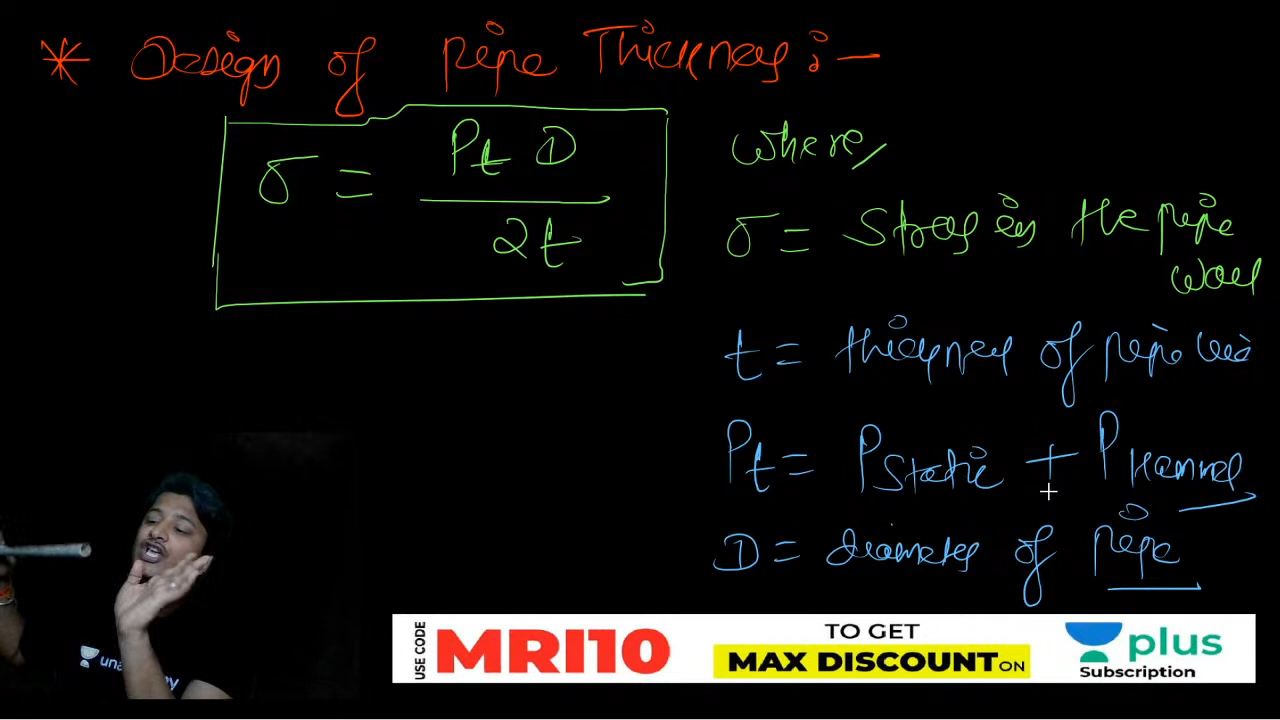 * Design of pipe Thickness :-
σ = Pt D / 2t
where,
σ = Stress in the pipe wall
t = thickness of pipe
Pt = Pstatic + PHammer
D = diameter of pipe
una
USE CODE
MRI10
TO GET
MAX DISCOUNT ON
plus
Subscription